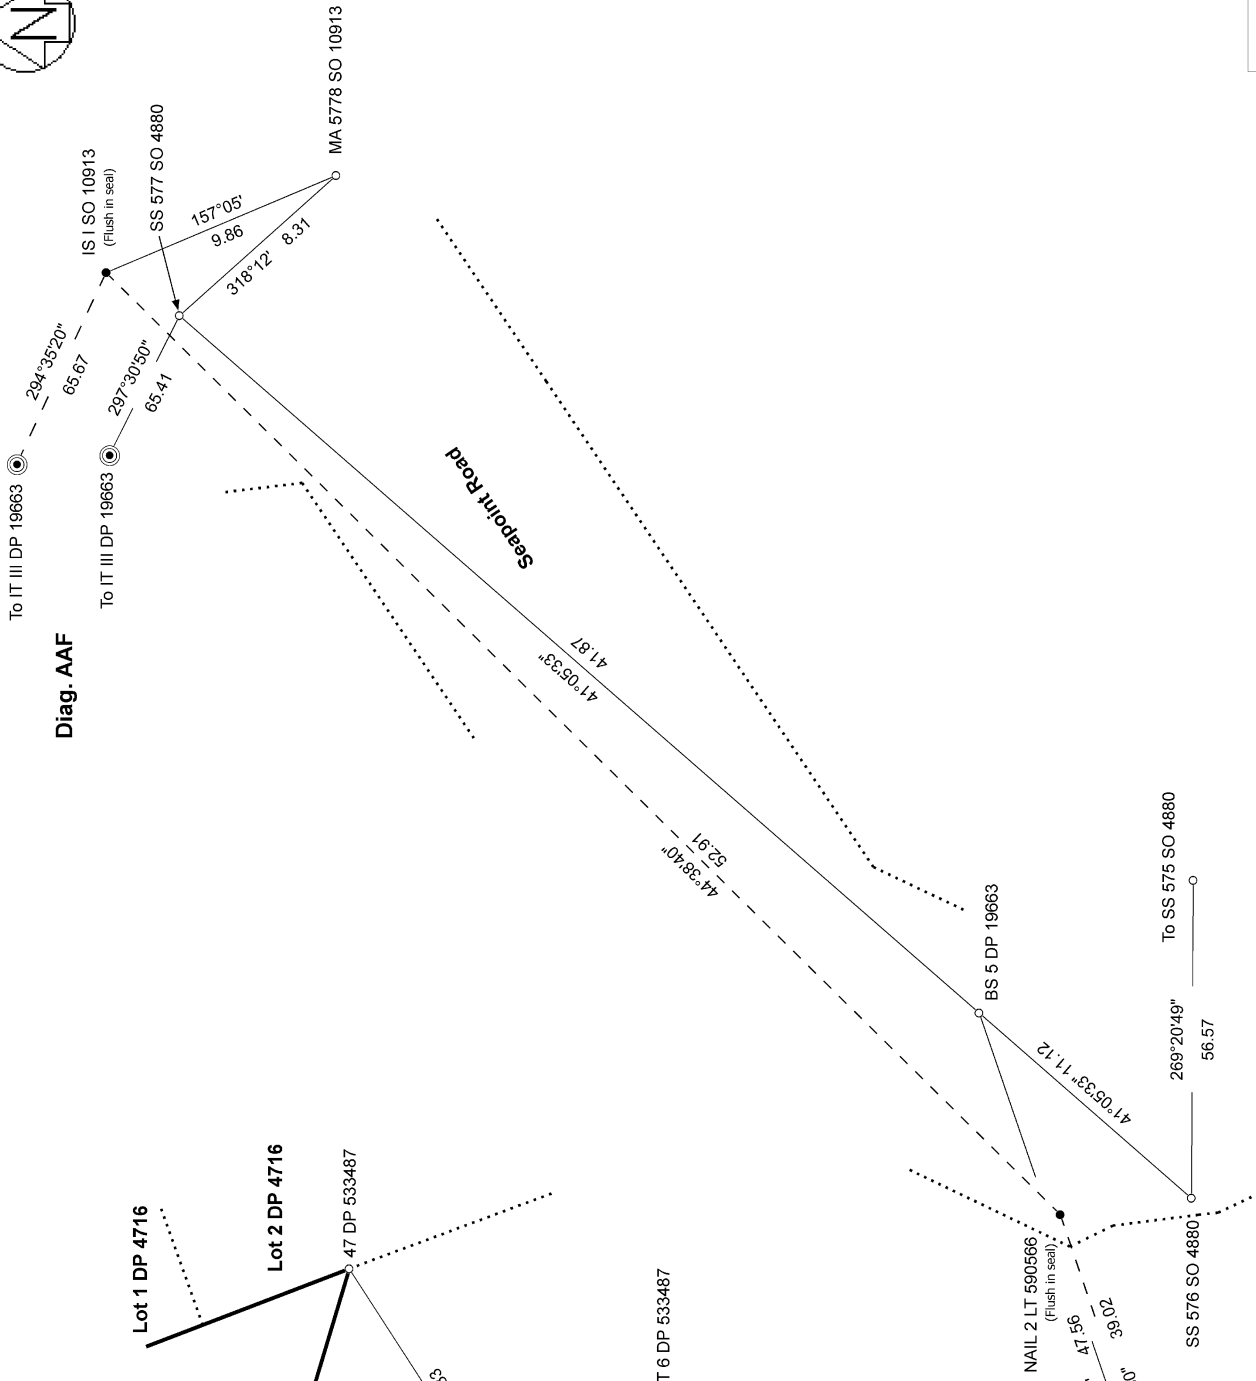 N
IS I SO 10913
(Flush in seal)
SS 577 SO 4880
MA 5778 SO 10913
157°05'
9.86
318°12'
8.31
294°35'20"
65.67
297°30'50"
65.41
To IT III DP 19663
To IT III DP 19663
Diag. AAF
Seapoint Road
41.87
41°05'33"
52.91
44°38'40"
BS 5 DP 19663
To SS 575 SO 4880
269°20'49"
56.57
41°05'33" 11.12
Lot 1 DP 4716
Lot 2 DP 4716
47 DP 533487
T 6 DP 533487
NAIL 2 LT 590566
(Flush in seal)
SS 576 SO 4880
47.56
39.02